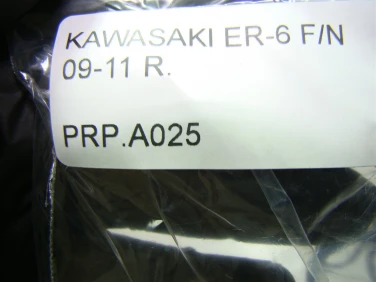 KAWASAKI ER-6 F/N
09-11 R.
PRP.A025